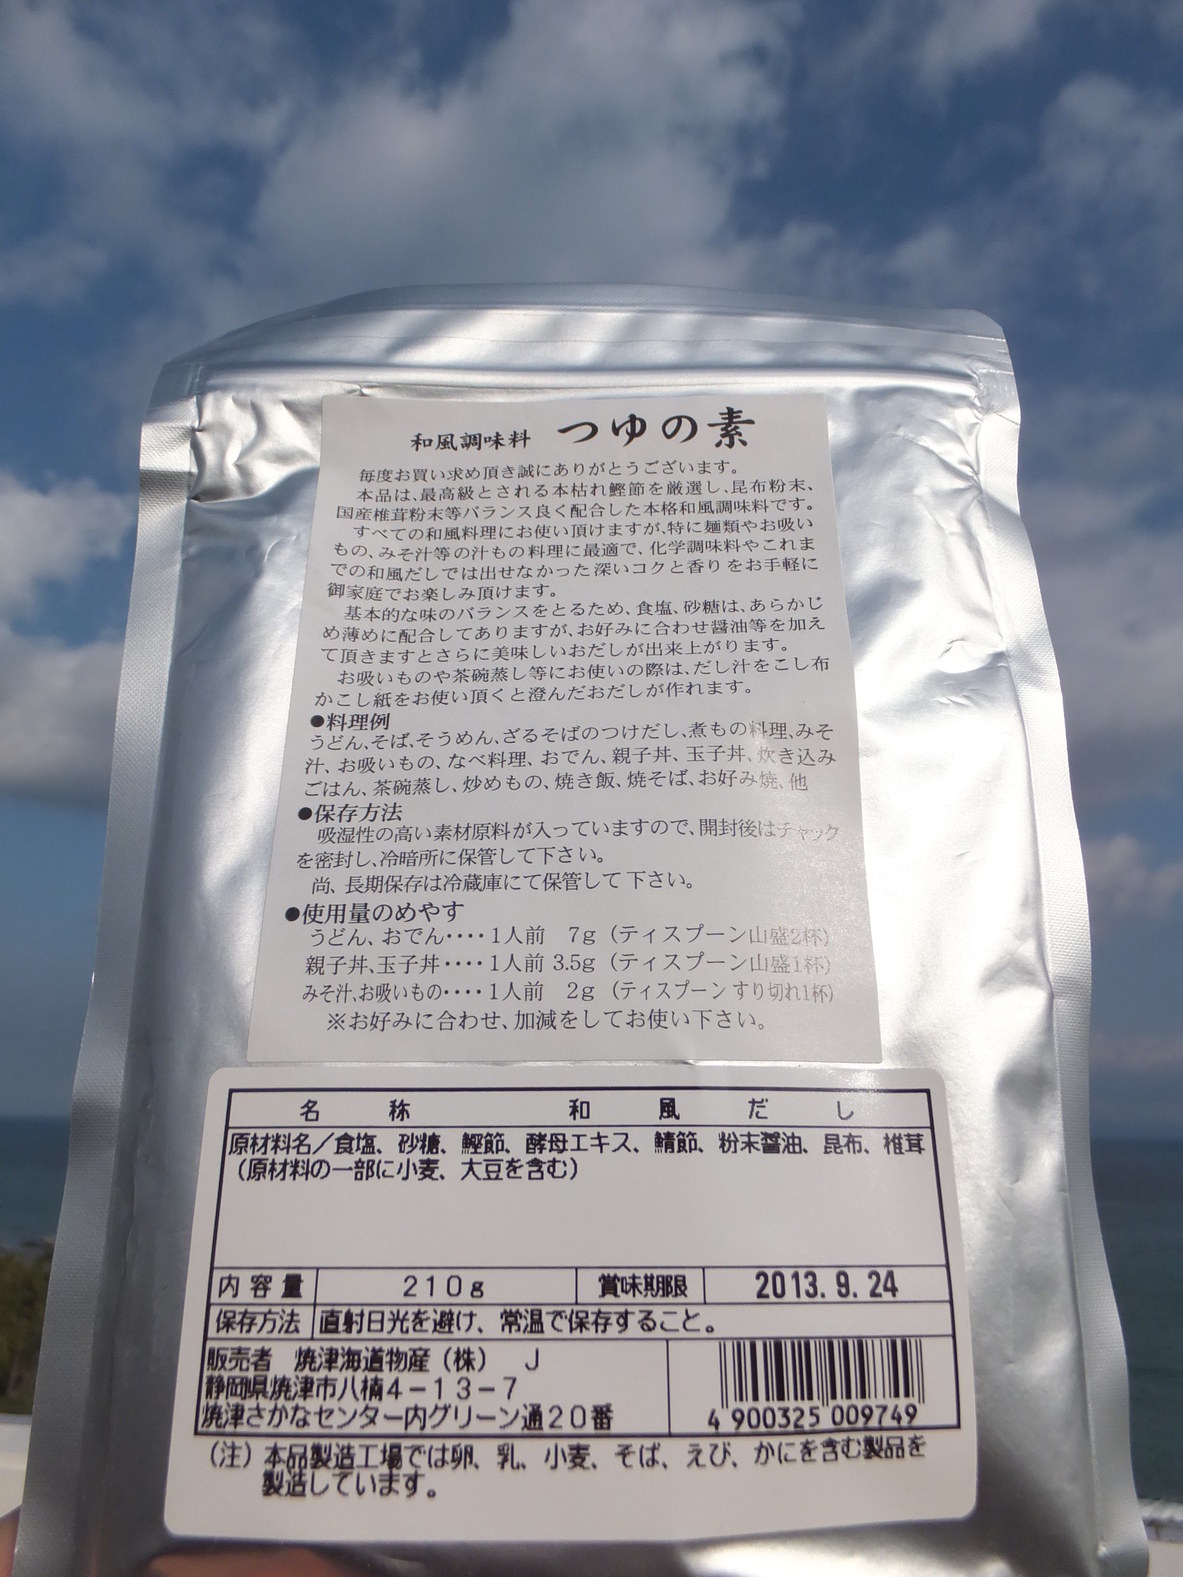 和風調味料 つゆの素
毎度お買い求め頂き誠にありがとうございます。
本品は、最高級とされる本枯れ鰹節を厳選し、昆布粉末、
国産椎茸粉末等バランス良く配合した本格和風調味料です。
すべての和風料理にお使い頂けますが、特に麺類やお吸い
もの、みそ汁等の汁もの料理に最適で、化学調味料やこれま
での和風だしでは出せなかった深いコクと香りをお手軽に
御家庭でお楽しみ頂けます。
基本的な味のバランスをとるため、食塩、砂糖は、あらかじ
め薄めに配合してありますが、お好みに合わせ醤油等を加え
て頂きますとさらに美味しいおだしが出来上がります。
お吸いものや茶碗蒸し等にお使いの際は、だし汁をこし布
かこし紙をお使い頂くと澄んだおだしが作れます。
●料理例
うどん、そば、そうめん、ざるそばのつけだし、煮もの料理、みそ
汁、お吸いもの、なべ料理、おでん、親子丼、玉子丼、炊き込み
ごはん、茶碗蒸し、炒めもの、焼き飯、焼そば、お好み焼、他
●保存方法
吸湿性の高い素材原料が入っていますので、開封後はチャック
を密封し、冷暗所に保管して下さい。
尚、長期保存は冷蔵庫にて保管して下さい。
●使用量のめやす
うどん、おでん････1人前 7g（ティスプーン山盛2杯）
親子丼、玉子丼････1人前 3.5g（ティスプーン山盛1杯）
みそ汁、お吸いもの････1人前 2g（ティスプーンすり切れ1杯）
※お好みに合わせ、加減をしてお使い下さい。
名称 和風だし
原材料名／食塩、砂糖、鰹節、酵母エキス、鯖節、粉末醤油、昆布、椎茸
（原材料の一部に小麦、大豆を含む）
内容量 210g 賞味期限 2013.9.24
保存方法 直射日光を避け、常温で保存すること。
販売者 焼津海道物産（株） J
静岡県焼津市八楠4－13－7
焼津さかなセンター内グリーン通20番
4 900325 009749
（注）本品製造工場では卵、乳、小麦、そば、えび、かにを含む製品を
製造しています。